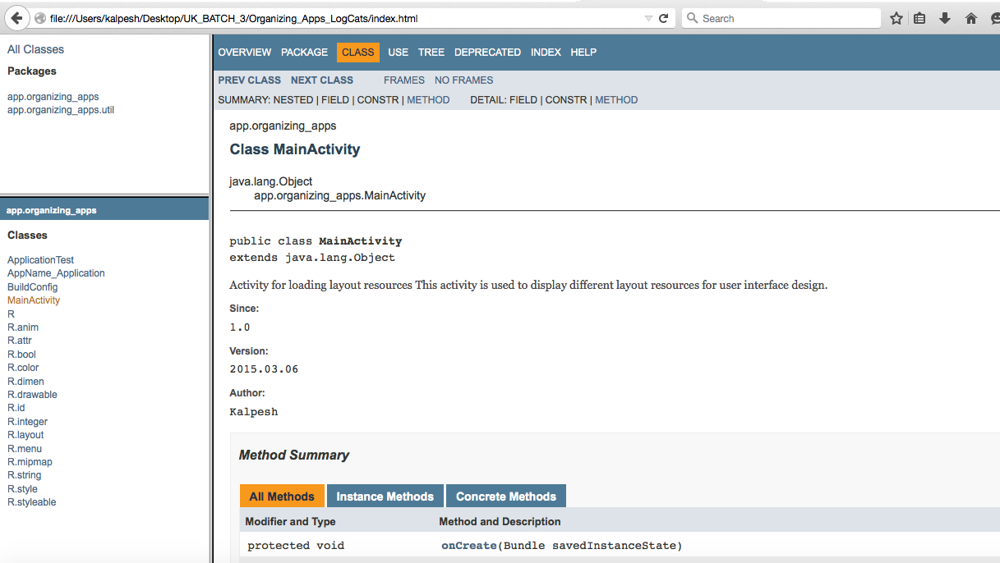 file:///Users/kalpesh/Desktop/UK_BATCH_3/Organizing_Apps_LogCats/index.html
Search
All Classes
Packages
app.organizing_apps
app.organizing_apps.util
app.organizing_apps
Classes
ApplicationTest
AppName_Application
BuildConfig
MainActivity
R
R.anim
R.attr
R.bool
R.color
R.dimen
R.drawable
R.id
R.integer
R.layout
R.menu
R.mipmap
R.string
R.style
R.styleable
OVERVIEW PACKAGE CLASS USE TREE DEPRECATED INDEX HELP
PREV CLASS NEXT CLASS FRAMES NO FRAMES
SUMMARY: NESTED | FIELD | CONSTR | METHOD DETAIL: FIELD | CONSTR | METHOD
app.organizing_apps
Class MainActivity
java.lang.Object
app.organizing_apps.MainActivity
public class MainActivity
extends java.lang.Object
Activity for loading layout resources This activity is used to display different layout resources for user interface design.
Since:
1.0
Version:
2015.03.06
Author:
Kalpesh
Method Summary
All Methods Instance Methods Concrete Methods
Modifier and Type Method and Description
protected void onCreate(Bundle savedInstanceState)